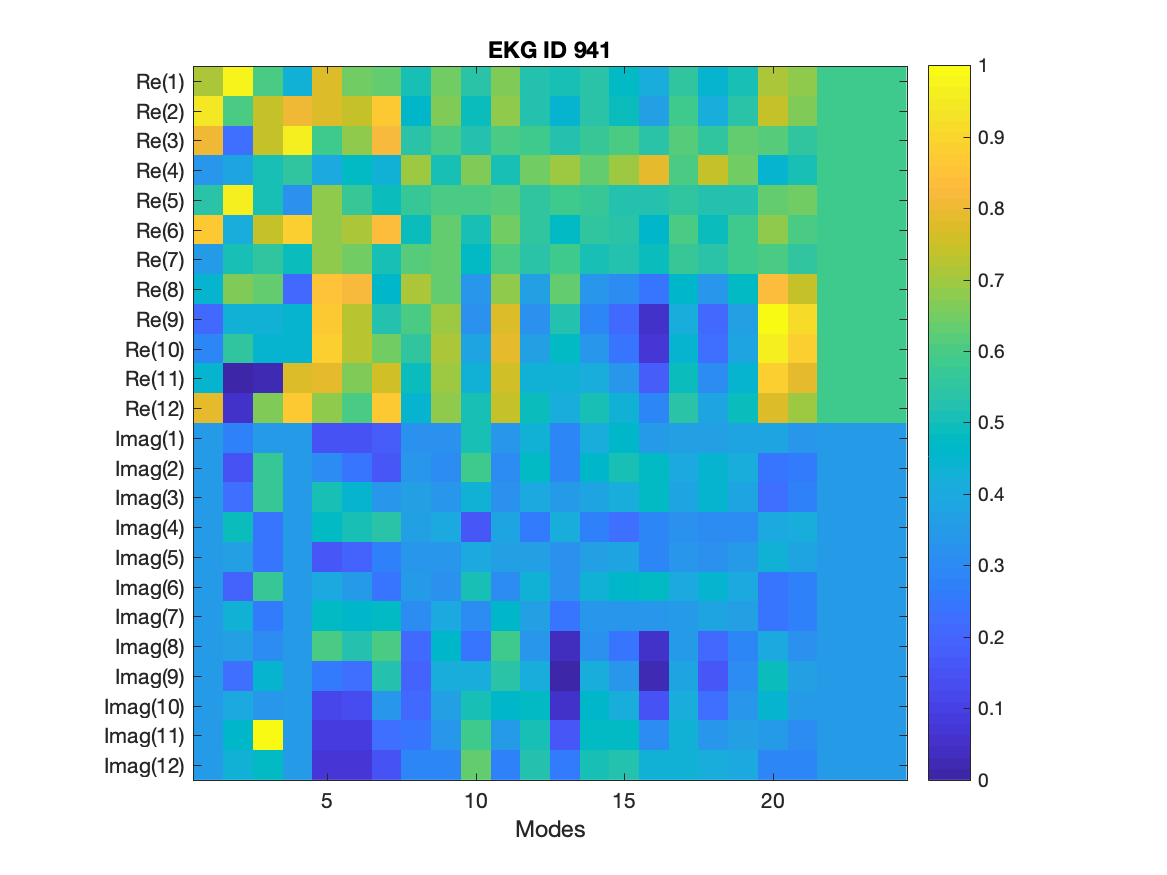 EKG ID 941
Re(1)
Re(2)
Re(3)
Re(4)
Re(5)
Re(6)
Re(7)
Re(8)
Re(9)
Re(10)
Re(11)
Re(12)
Imag(1)
Imag(2)
Imag(3)
Imag(4)
Imag(5)
Imag(6)
Imag(7)
Imag(8)
Imag(9)
Imag(10)
Imag(11)
Imag(12)
5 10 15 20
Modes
1
0.9
0.8
0.7
0.6
0.5
0.4
0.3
0.2
0.1
0